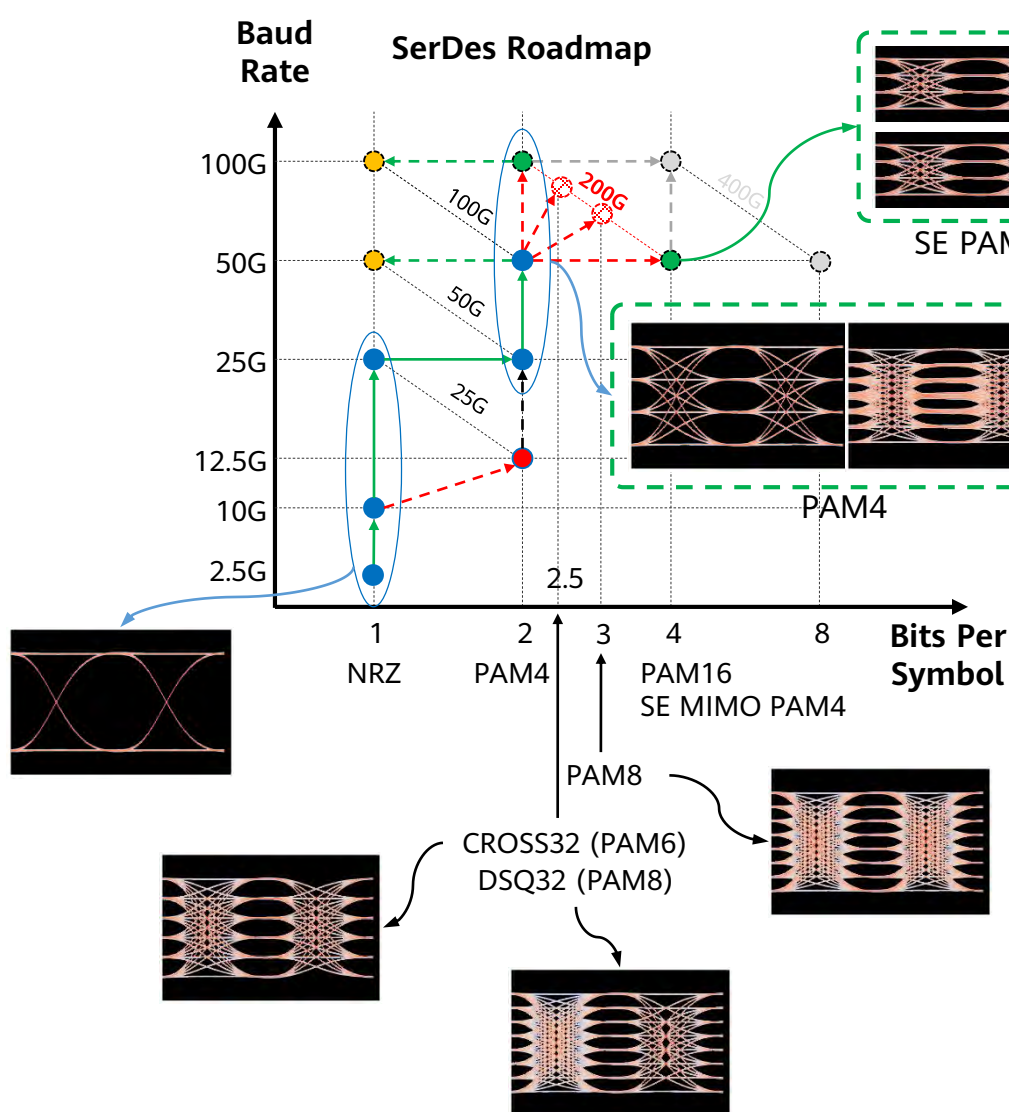 Baud
Rate
SerDes Roadmap
100G
50G
25G
12.5G
10G
2.5G
100G
50G
25G
200G
400G
SE PAM
PAM4
2.5
1
2
3
4
8
Bits Per
Symbol
NRZ
PAM4
PAM16
SE MIMO PAM4
PAM8
CROSS32 (PAM6)
DSQ32 (PAM8)